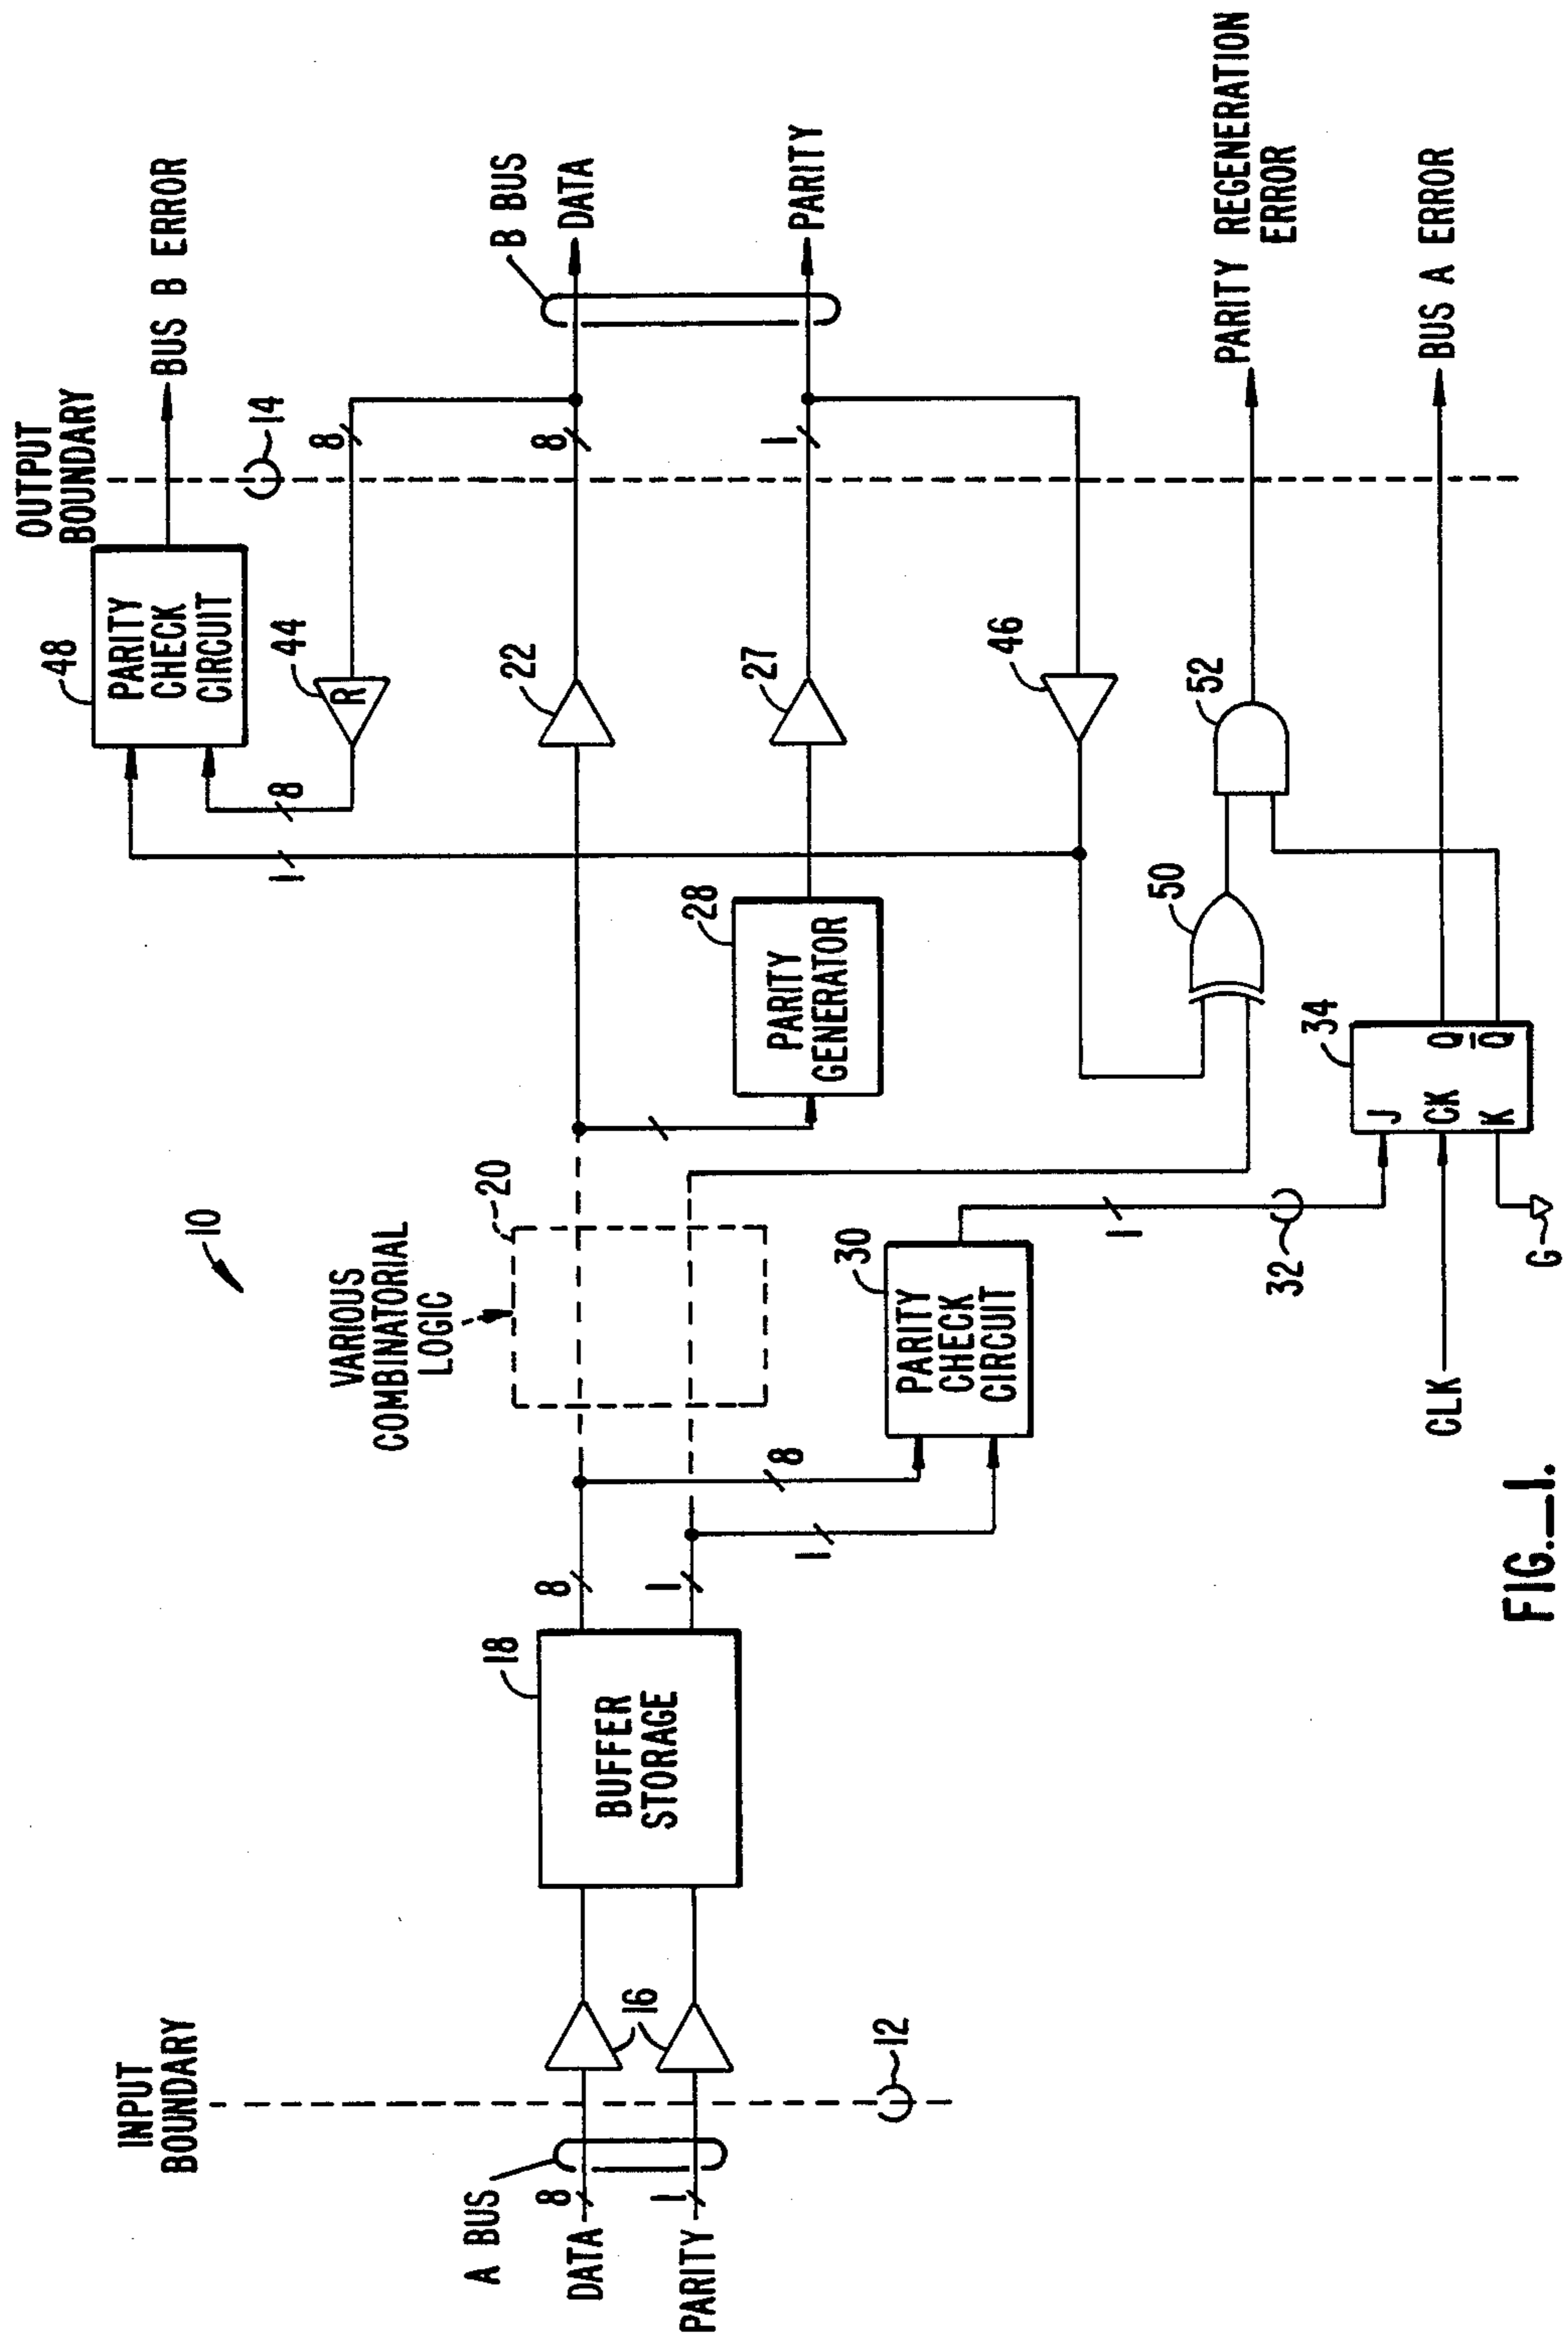 INPUT
BOUNDARY
A BUS
DATA
8
PARITY
1
12
16
BUFFER
STORAGE
18
8
1
8
1
10
VARIOUS
COMBINATORIAL
LOGIC
20
PARITY
CHECK
CIRCUIT
30
1
32
PARITY
GENERATOR
28
CLK
G
J
CK
K
Q
Q̅
34
50
52
46
22
27
44
R
8
1
PARITY
CHECK
CIRCUIT
48
OUTPUT
BOUNDARY
14
8
8
1
BUS B ERROR
B BUS
DATA
PARITY
PARITY REGENERATION
ERROR
BUS A ERROR
FIG._1.